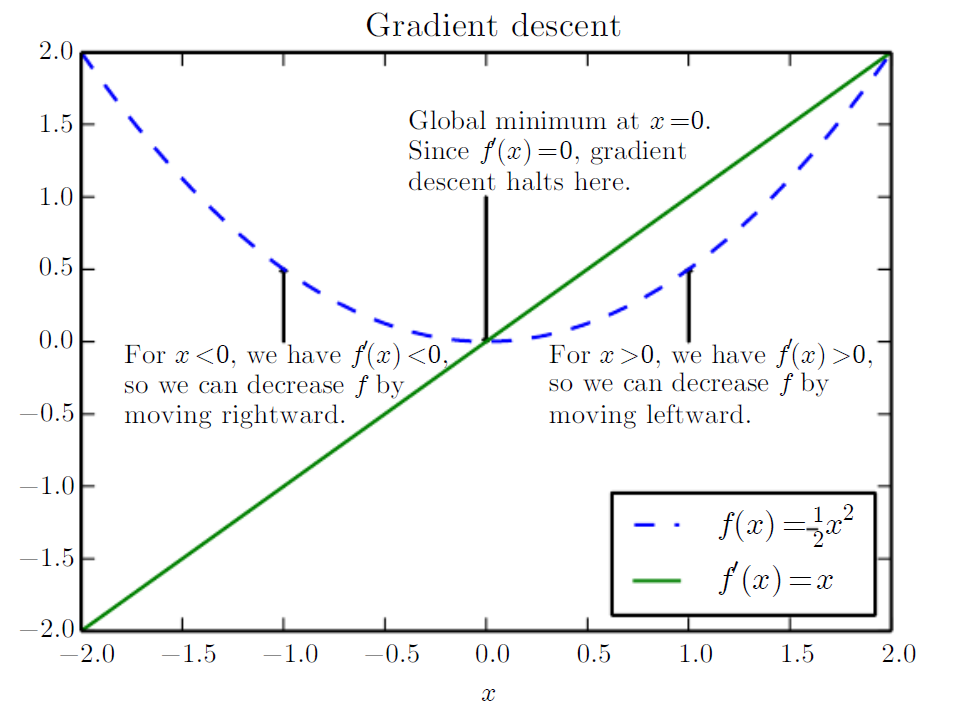 Gradient descent
2.0
1.5
1.0
0.5
0.0
−0.5
−1.0
−1.5
−2.0
Global minimum at x=0.
Since f′(x)=0, gradient
descent halts here.
For x<0, we have f′(x)<0,
so we can decrease f by
moving rightward.
For x>0, we have f′(x)>0,
so we can decrease f by
moving leftward.
f(x)=½x²
f′(x)=x
−2.0 −1.5 −1.0 −0.5 0.0 0.5 1.0 1.5 2.0
x